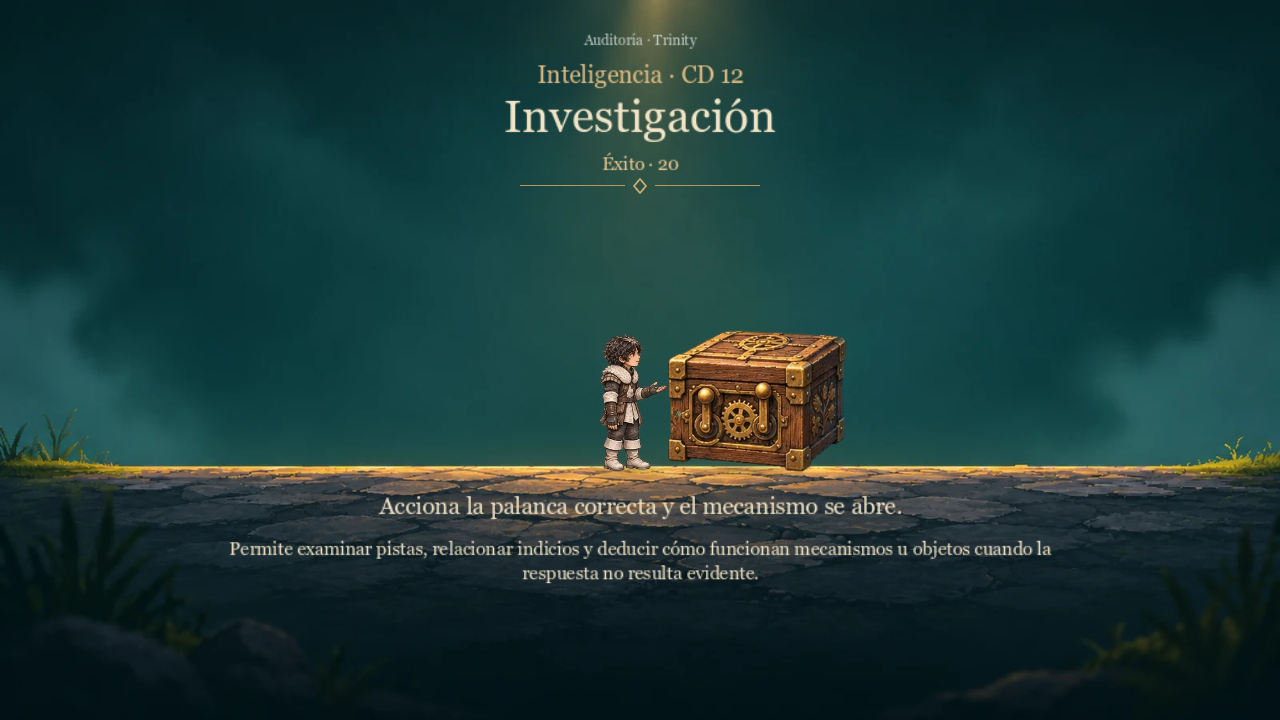 Auditoría · Trinity
Inteligencia · CD 12
Investigación
Éxito · 20
Acciona la palanca correcta y el mecanismo se abre.
Permite examinar pistas, relacionar indicios y deducir cómo funcionan mecanismos u objetos cuando la
respuesta no resulta evidente.